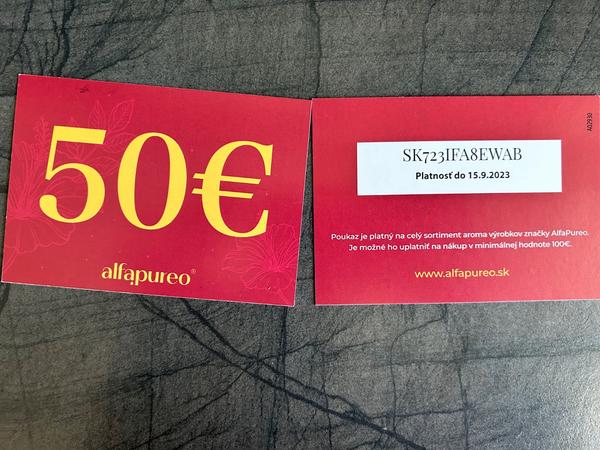 50€
alfapureo®
SK723IFA8EWAB
Platnosť do 15.9.2023
Poukaz je platný na celý sortiment aroma výrobkov značky AlfaPureo.
Je možné ho uplatniť na nákup v minimálnej hodnote 100€.
www.alfapureo.sk
A02930